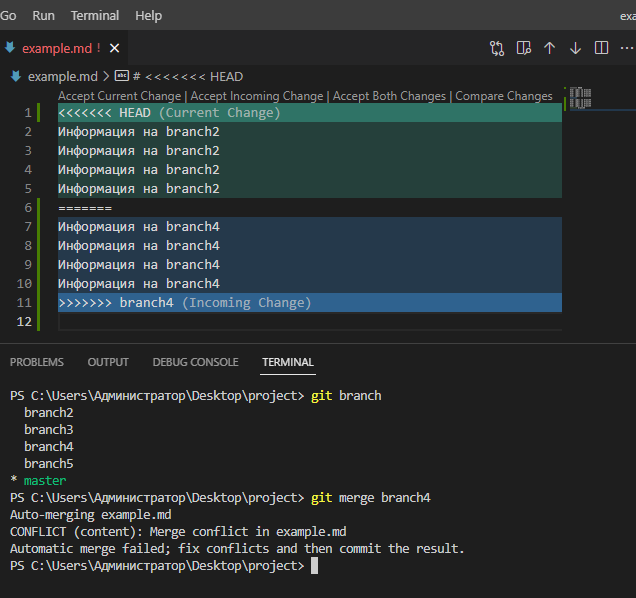 Go Run Terminal Help exa
example.md !
example.md > # <<<<<<< HEAD
Accept Current Change | Accept Incoming Change | Accept Both Changes | Compare Changes
1 <<<<<<< HEAD (Current Change)
2 Информация на branch2
3 Информация на branch2
4 Информация на branch2
5 Информация на branch2
6 =======
7 Информация на branch4
8 Информация на branch4
9 Информация на branch4
10 Информация на branch4
11 >>>>>>> branch4 (Incoming Change)
12
PROBLEMS OUTPUT DEBUG CONSOLE TERMINAL
PS C:\Users\Администратор\Desktop\project> git branch
branch2
branch3
branch4
branch5
* master
PS C:\Users\Администратор\Desktop\project> git merge branch4
Auto-merging example.md
CONFLICT (content): Merge conflict in example.md
Automatic merge failed; fix conflicts and then commit the result.
PS C:\Users\Администратор\Desktop\project>